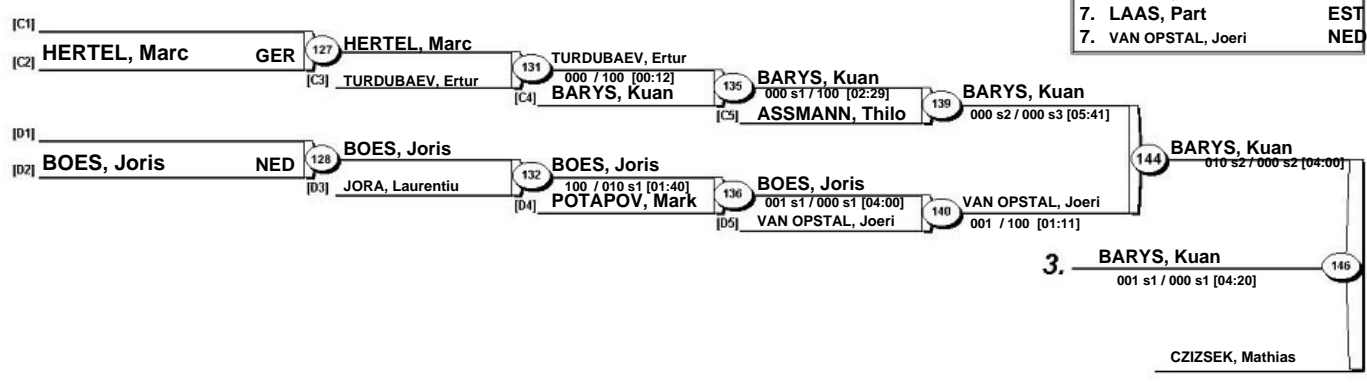 7. LAAS, Part EST
7. VAN OPSTAL, Joeri NED
[C1]
[C2] HERTEL, Marc GER
127
HERTEL, Marc
[C3] TURDUBAEV, Ertur
131
TURDUBAEV, Ertur
000 / 100 [00:12]
[C4] BARYS, Kuan
135
BARYS, Kuan
000 s1 / 100 [02:29]
[C5] ASSMANN, Thilo
139
BARYS, Kuan
000 s2 / 000 s3 [05:41]
[D1]
[D2] BOES, Joris NED
128
BOES, Joris
[D3] JORA, Laurentiu
132
BOES, Joris
100 / 010 s1 [01:40]
[D4] POTAPOV, Mark
136
BOES, Joris
001 s1 / 000 s1 [04:00]
[D5] VAN OPSTAL, Joeri
140
VAN OPSTAL, Joeri
001 / 100 [01:11]
144
BARYS, Kuan
010 s2 / 000 s2 [04:00]
3. BARYS, Kuan
001 s1 / 000 s1 [04:20]
146
CZIZSEK, Mathias